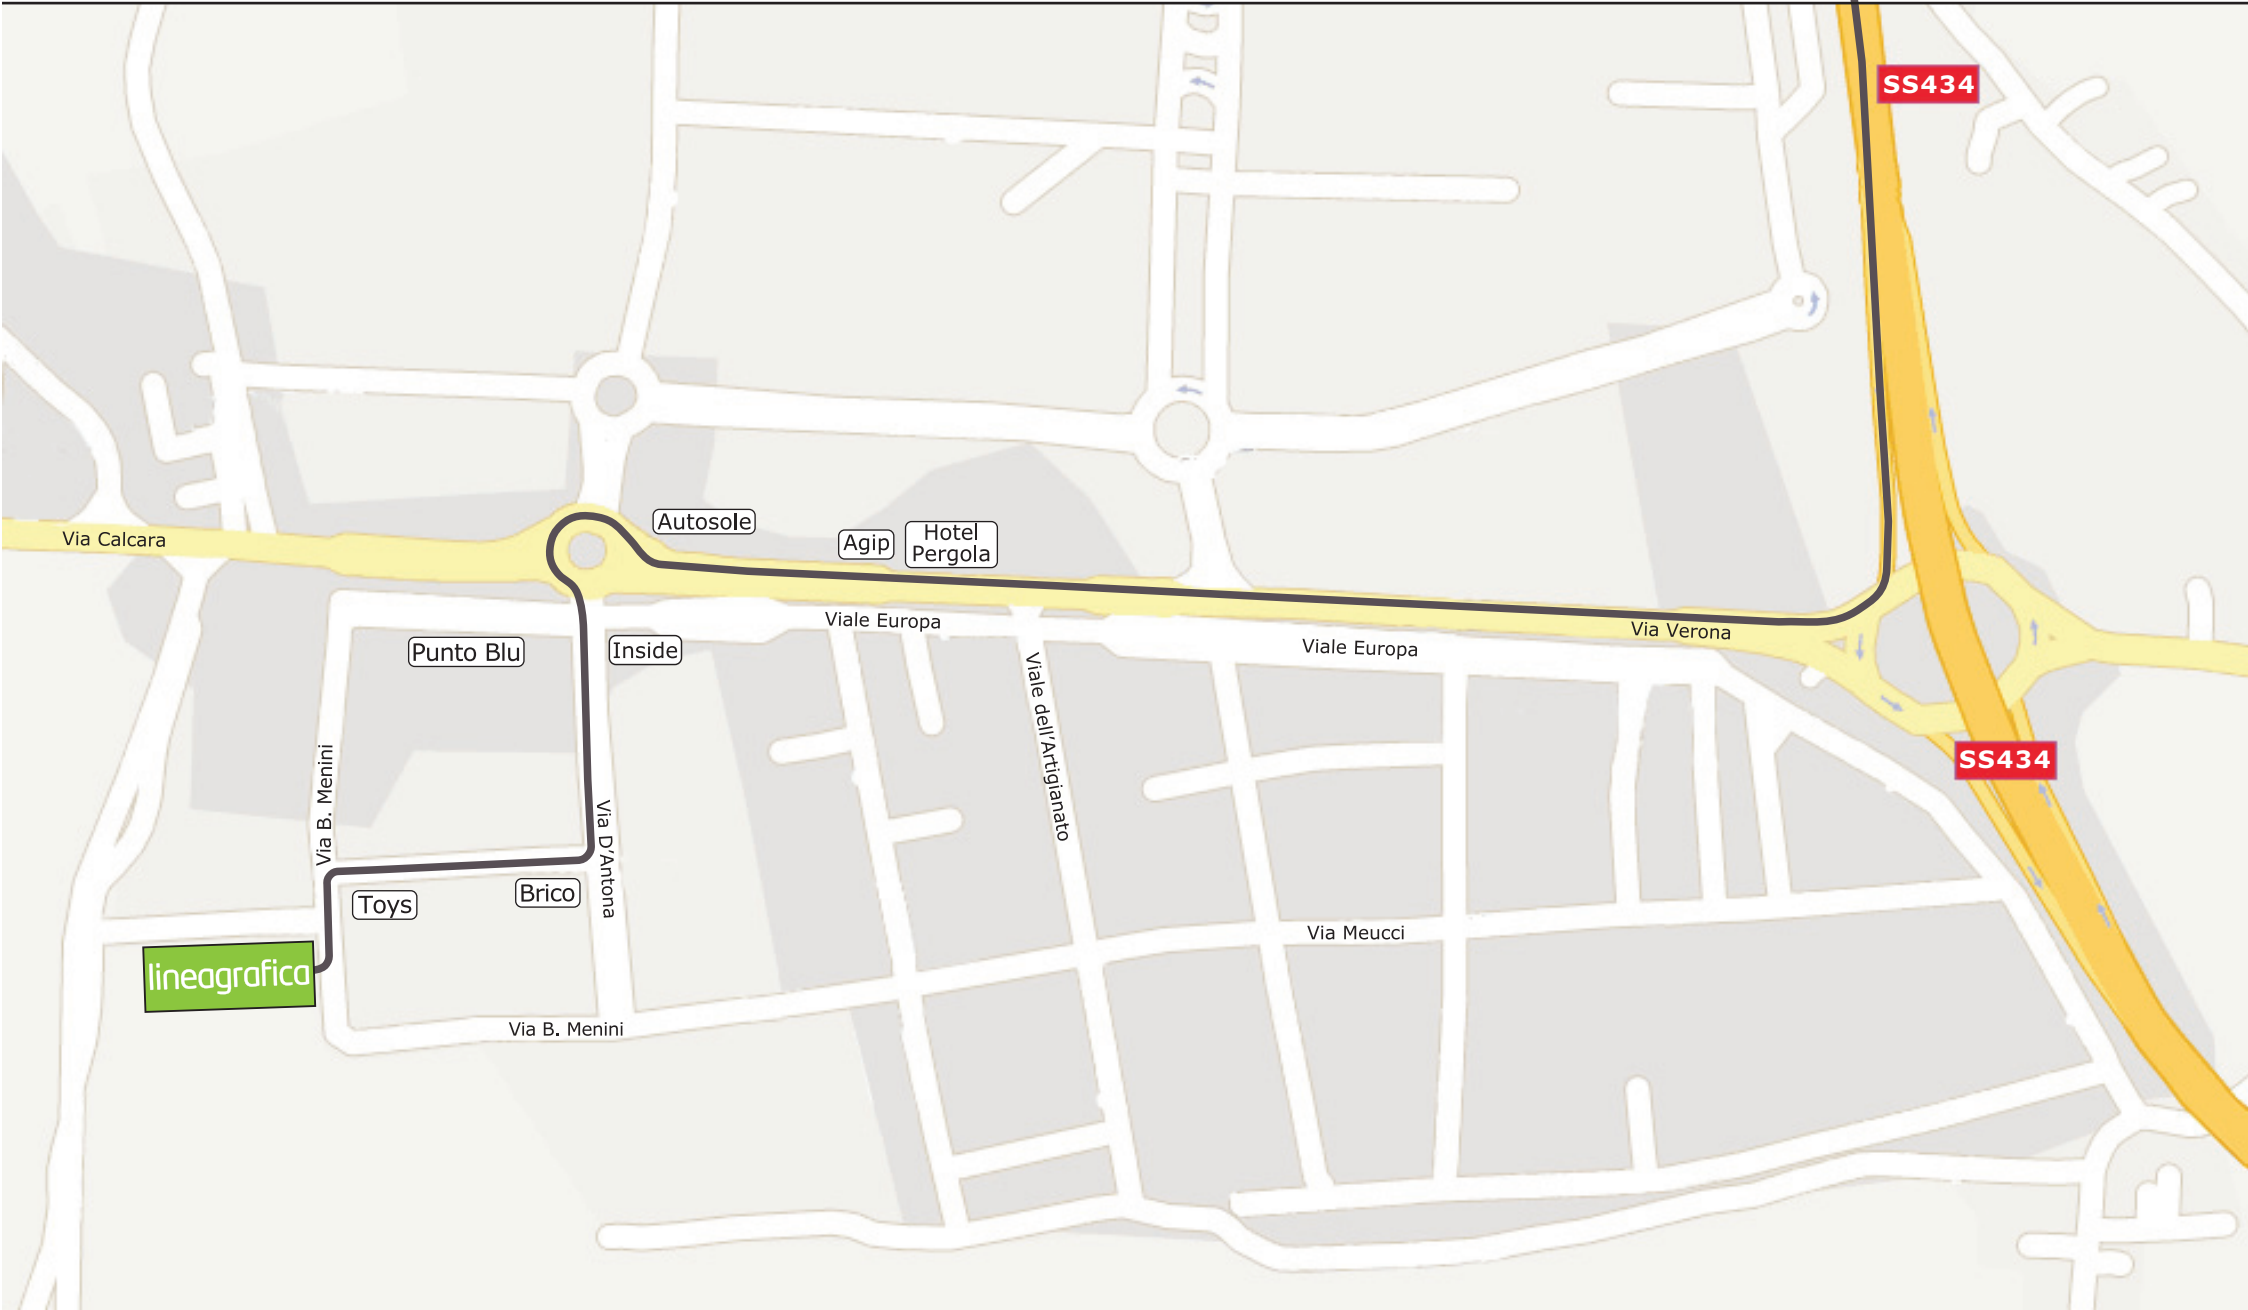 SS434
Autosole
Hotel
Pergola
Agip
Via Calcara
Viale Europa
Via Verona
Viale Europa
Punto Blu
Inside
Viale dell'Artigianato
SS434
Via B. Menini
Via D'Antona
Toys
Brico
Via Meucci
lineagrafica
Via B. Menini